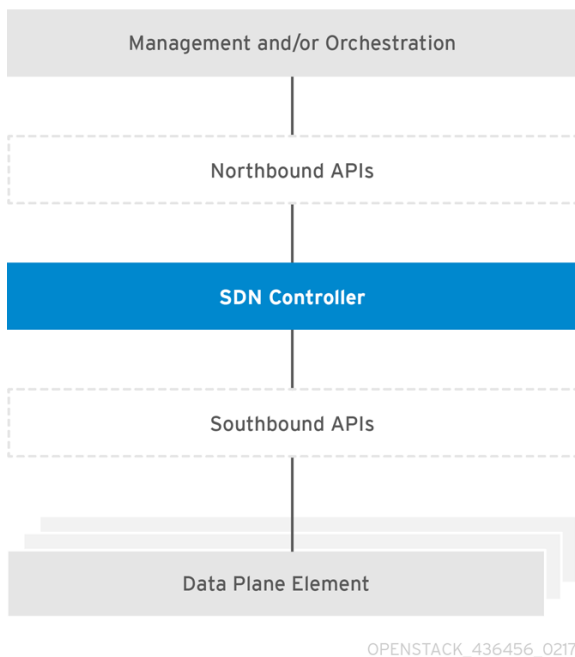 Management and/or Orchestration
Northbound APIs
SDN Controller
Southbound APIs
Data Plane Element
OPENSTACK_436456_0217